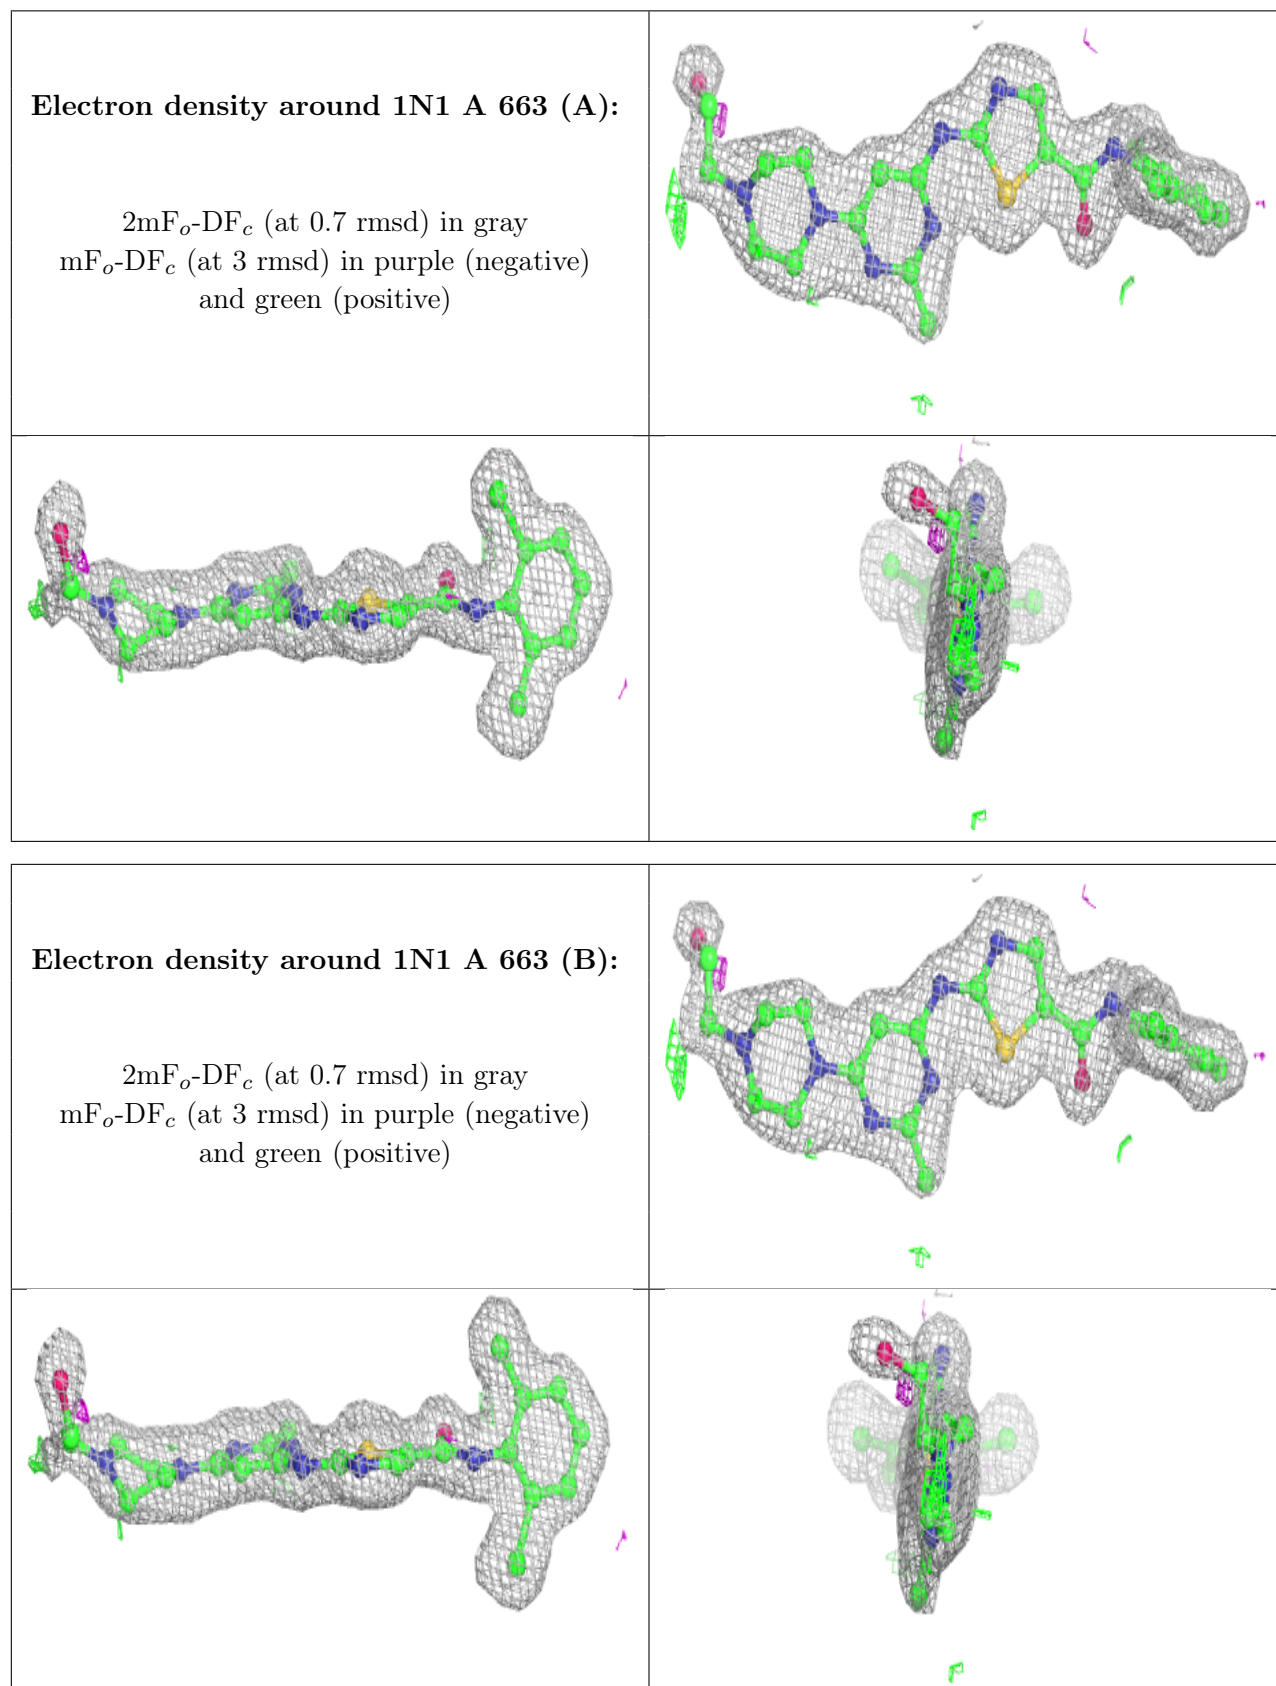 Electron density around 1N1 A 663 (A):
2mFo-DFc (at 0.7 rmsd) in gray
mFo-DFc (at 3 rmsd) in purple (negative)
and green (positive)
Electron density around 1N1 A 663 (B):
2mFo-DFc (at 0.7 rmsd) in gray
mFo-DFc (at 3 rmsd) in purple (negative)
and green (positive)